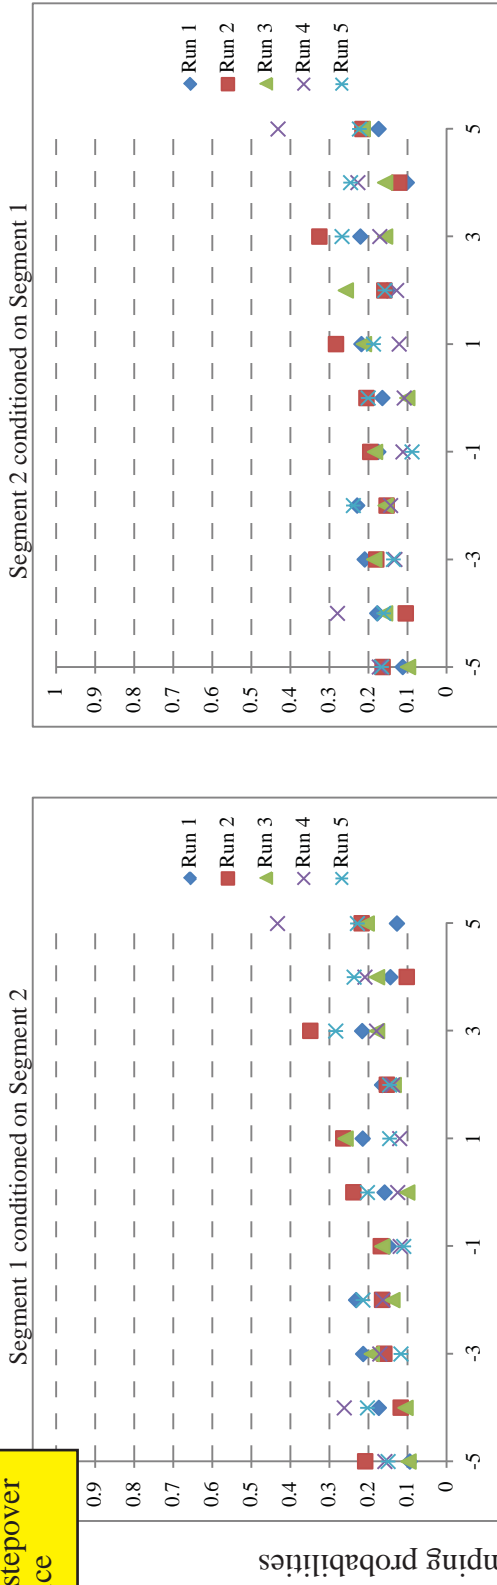 stepover
ce
mping probabilities
Segment 1 conditioned on Segment 2
0.9
0.8
0.7
0.6
0.5
0.4
0.3
0.2
0.1
0
-5
-3
-1
1
3
5
Run 1
Run 2
Run 3
Run 4
Run 5
Segment 2 conditioned on Segment 1
1
0.9
0.8
0.7
0.6
0.5
0.4
0.3
0.2
0.1
0
-5
-3
-1
1
3
5
Run 1
Run 2
Run 3
Run 4
Run 5